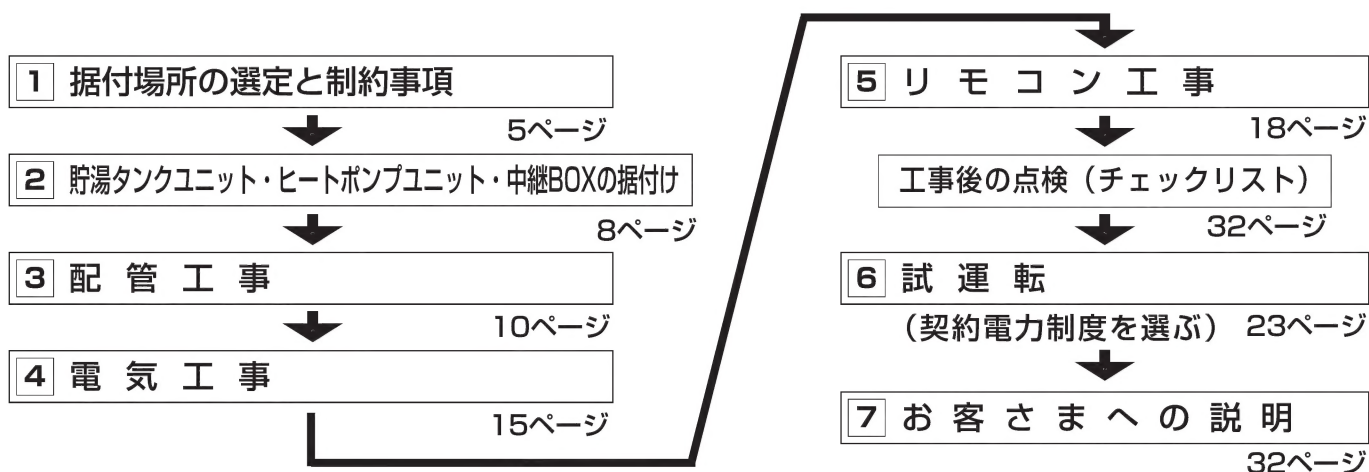 1 据付場所の選定と制約事項
5ページ
2 貯湯タンクユニット・ヒートポンプユニット・中継BOXの据付け
8ページ
3 配管工事
10ページ
4 電気工事
15ページ
5 リモコン工事
18ページ
工事後の点検（チェックリスト）
32ページ
6 試運転
（契約電力制度を選ぶ） 23ページ
7 お客さまへの説明
32ページ